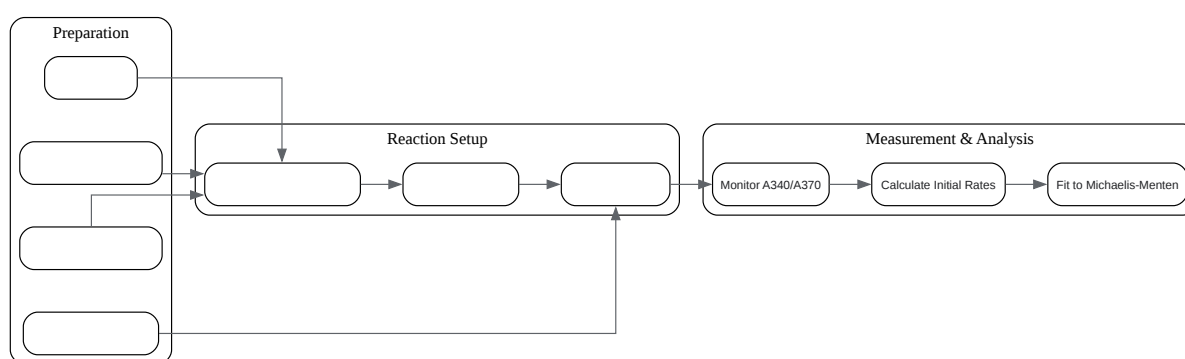 Preparation
Reaction Setup
Measurement & Analysis
Monitor A340/A370
Calculate Initial Rates
Fit to Michaelis-Menten